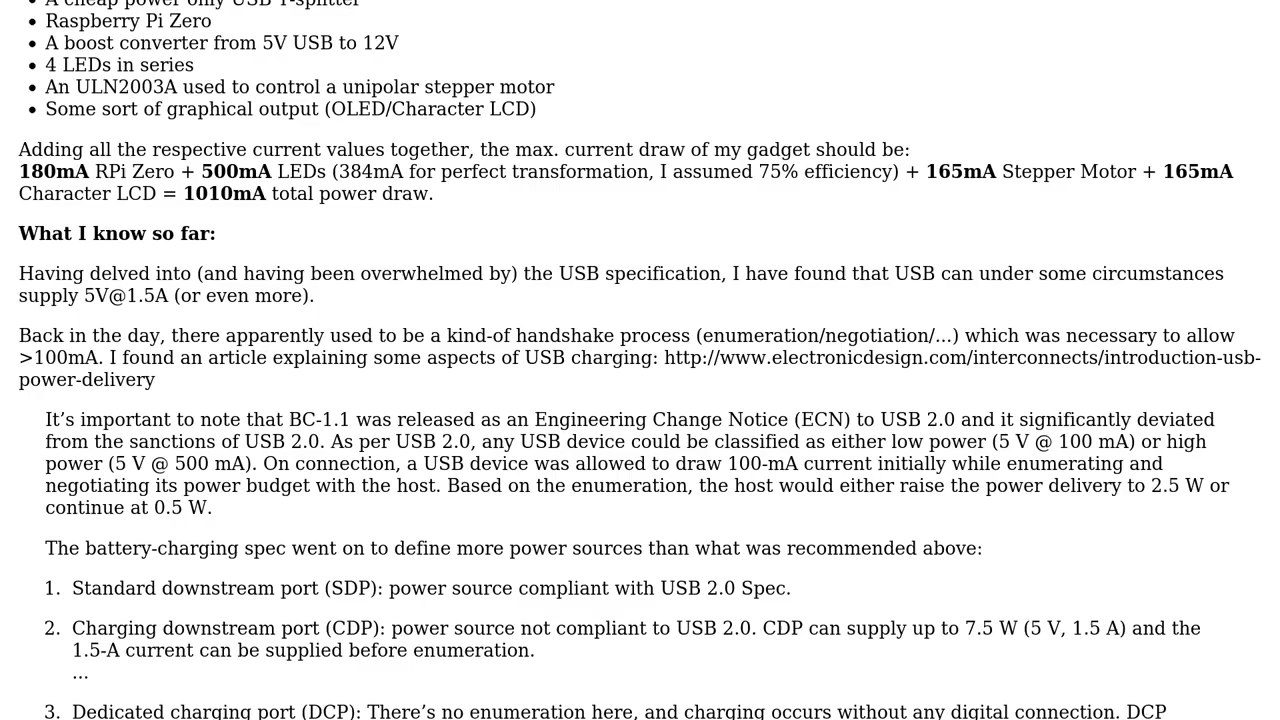 A cheap power only USB Y-splitter
Raspberry Pi Zero
A boost converter from 5V USB to 12V
4 LEDs in series
An ULN2003A used to control a unipolar stepper motor
Some sort of graphical output (OLED/Character LCD)
Adding all the respective current values together, the max. current draw of my gadget should be:
180mA RPi Zero + 500mA LEDs (384mA for perfect transformation, I assumed 75% efficiency) + 165mA Stepper Motor + 165mA
Character LCD = 1010mA total power draw.
What I know so far:
Having delved into (and having been overwhelmed by) the USB specification, I have found that USB can under some circumstances
supply 5V@1.5A (or even more).
Back in the day, there apparently used to be a kind-of handshake process (enumeration/negotiation/...) which was necessary to allow
>100mA. I found an article explaining some aspects of USB charging: http://www.electronicdesign.com/interconnects/introduction-usb-
power-delivery
It’s important to note that BC-1.1 was released as an Engineering Change Notice (ECN) to USB 2.0 and it significantly deviated
from the sanctions of USB 2.0. As per USB 2.0, any USB device could be classified as either low power (5 V @ 100 mA) or high
power (5 V @ 500 mA). On connection, a USB device was allowed to draw 100-mA current initially while enumerating and
negotiating its power budget with the host. Based on the enumeration, the host would either raise the power delivery to 2.5 W or
continue at 0.5 W.
The battery-charging spec went on to define more power sources than what was recommended above:
1. Standard downstream port (SDP): power source compliant with USB 2.0 Spec.
2. Charging downstream port (CDP): power source not compliant to USB 2.0. CDP can supply up to 7.5 W (5 V, 1.5 A) and the
1.5-A current can be supplied before enumeration.
...
3. Dedicated charging port (DCP): There’s no enumeration here, and charging occurs without any digital connection. DCP